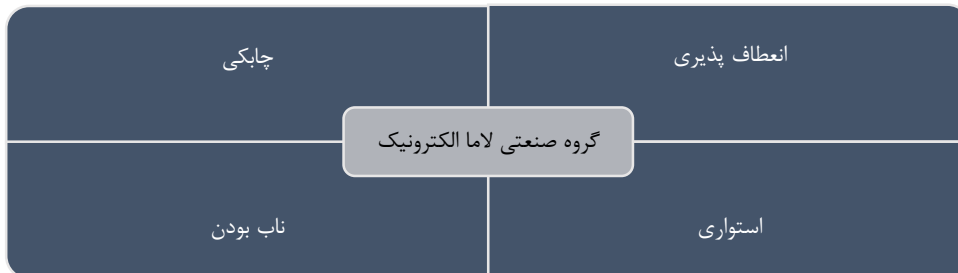 انعطاف پذیری
چابکی
گروه صنعتی لاما الکترونیک
استواری
ناب بودن